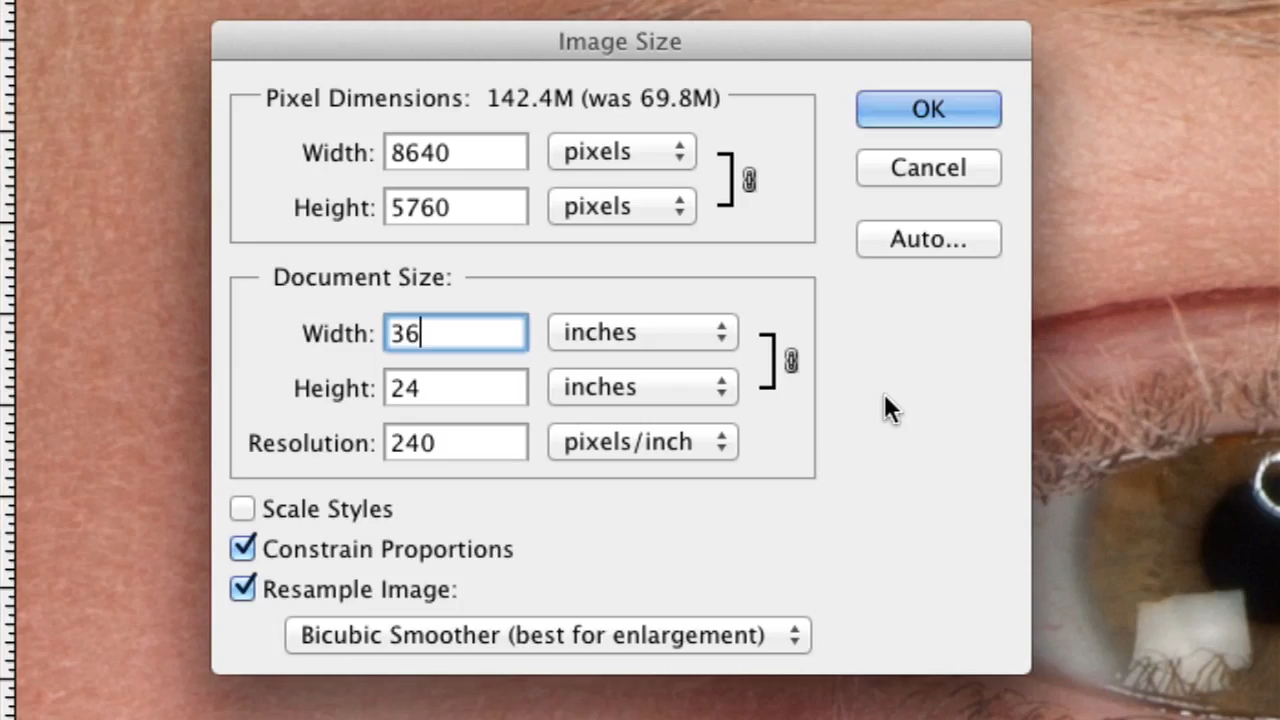 Image Size
Pixel Dimensions: 142.4M (was 69.8M)
Width: 8640 pixels
Height: 5760 pixels
OK
Cancel
Auto...
Document Size:
Width: 36 inches
Height: 24 inches
Resolution: 240 pixels/inch
Scale Styles
Constrain Proportions
Resample Image:
Bicubic Smoother (best for enlargement)